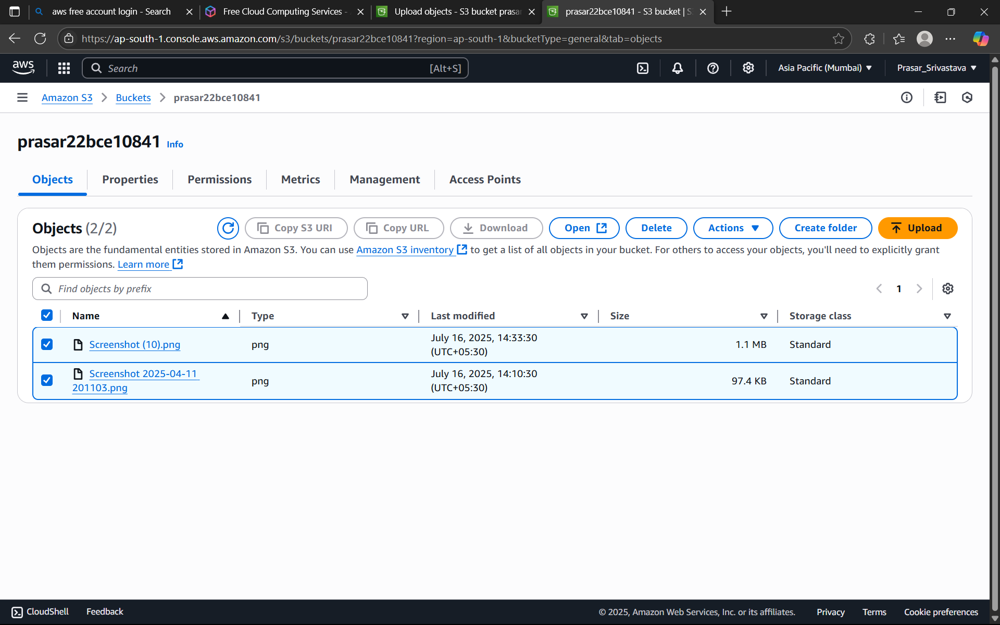 aws free account login - Search
Free Cloud Computing Services -
Upload objects - S3 bucket prasar
prasar22bce10841 - S3 bucket | S
https://ap-south-1.console.aws.amazon.com/s3/buckets/prasar22bce10841?region=ap-south-1&bucketType=general&tab=objects
aws
Search
[Alt+S]
Asia Pacific (Mumbai)
Prasar_Srivastava
Amazon S3
Buckets
prasar22bce10841
prasar22bce10841 Info
Objects
Properties
Permissions
Metrics
Management
Access Points
Objects (2/2)
Copy S3 URI
Copy URL
Download
Open
Delete
Actions
Create folder
Upload
Objects are the fundamental entities stored in Amazon S3. You can use Amazon S3 inventory to get a list of all objects in your bucket. For others to access your objects, you'll need to explicitly grant
them permissions. Learn more
Find objects by prefix
1
Name
Type
Last modified
Size
Storage class
Screenshot (10).png
png
July 16, 2025, 14:33:30
(UTC+05:30)
1.1 MB
Standard
Screenshot 2025-04-11
201103.png
png
July 16, 2025, 14:10:30
(UTC+05:30)
97.4 KB
Standard
CloudShell
Feedback
© 2025, Amazon Web Services, Inc. or its affiliates.
Privacy
Terms
Cookie preferences